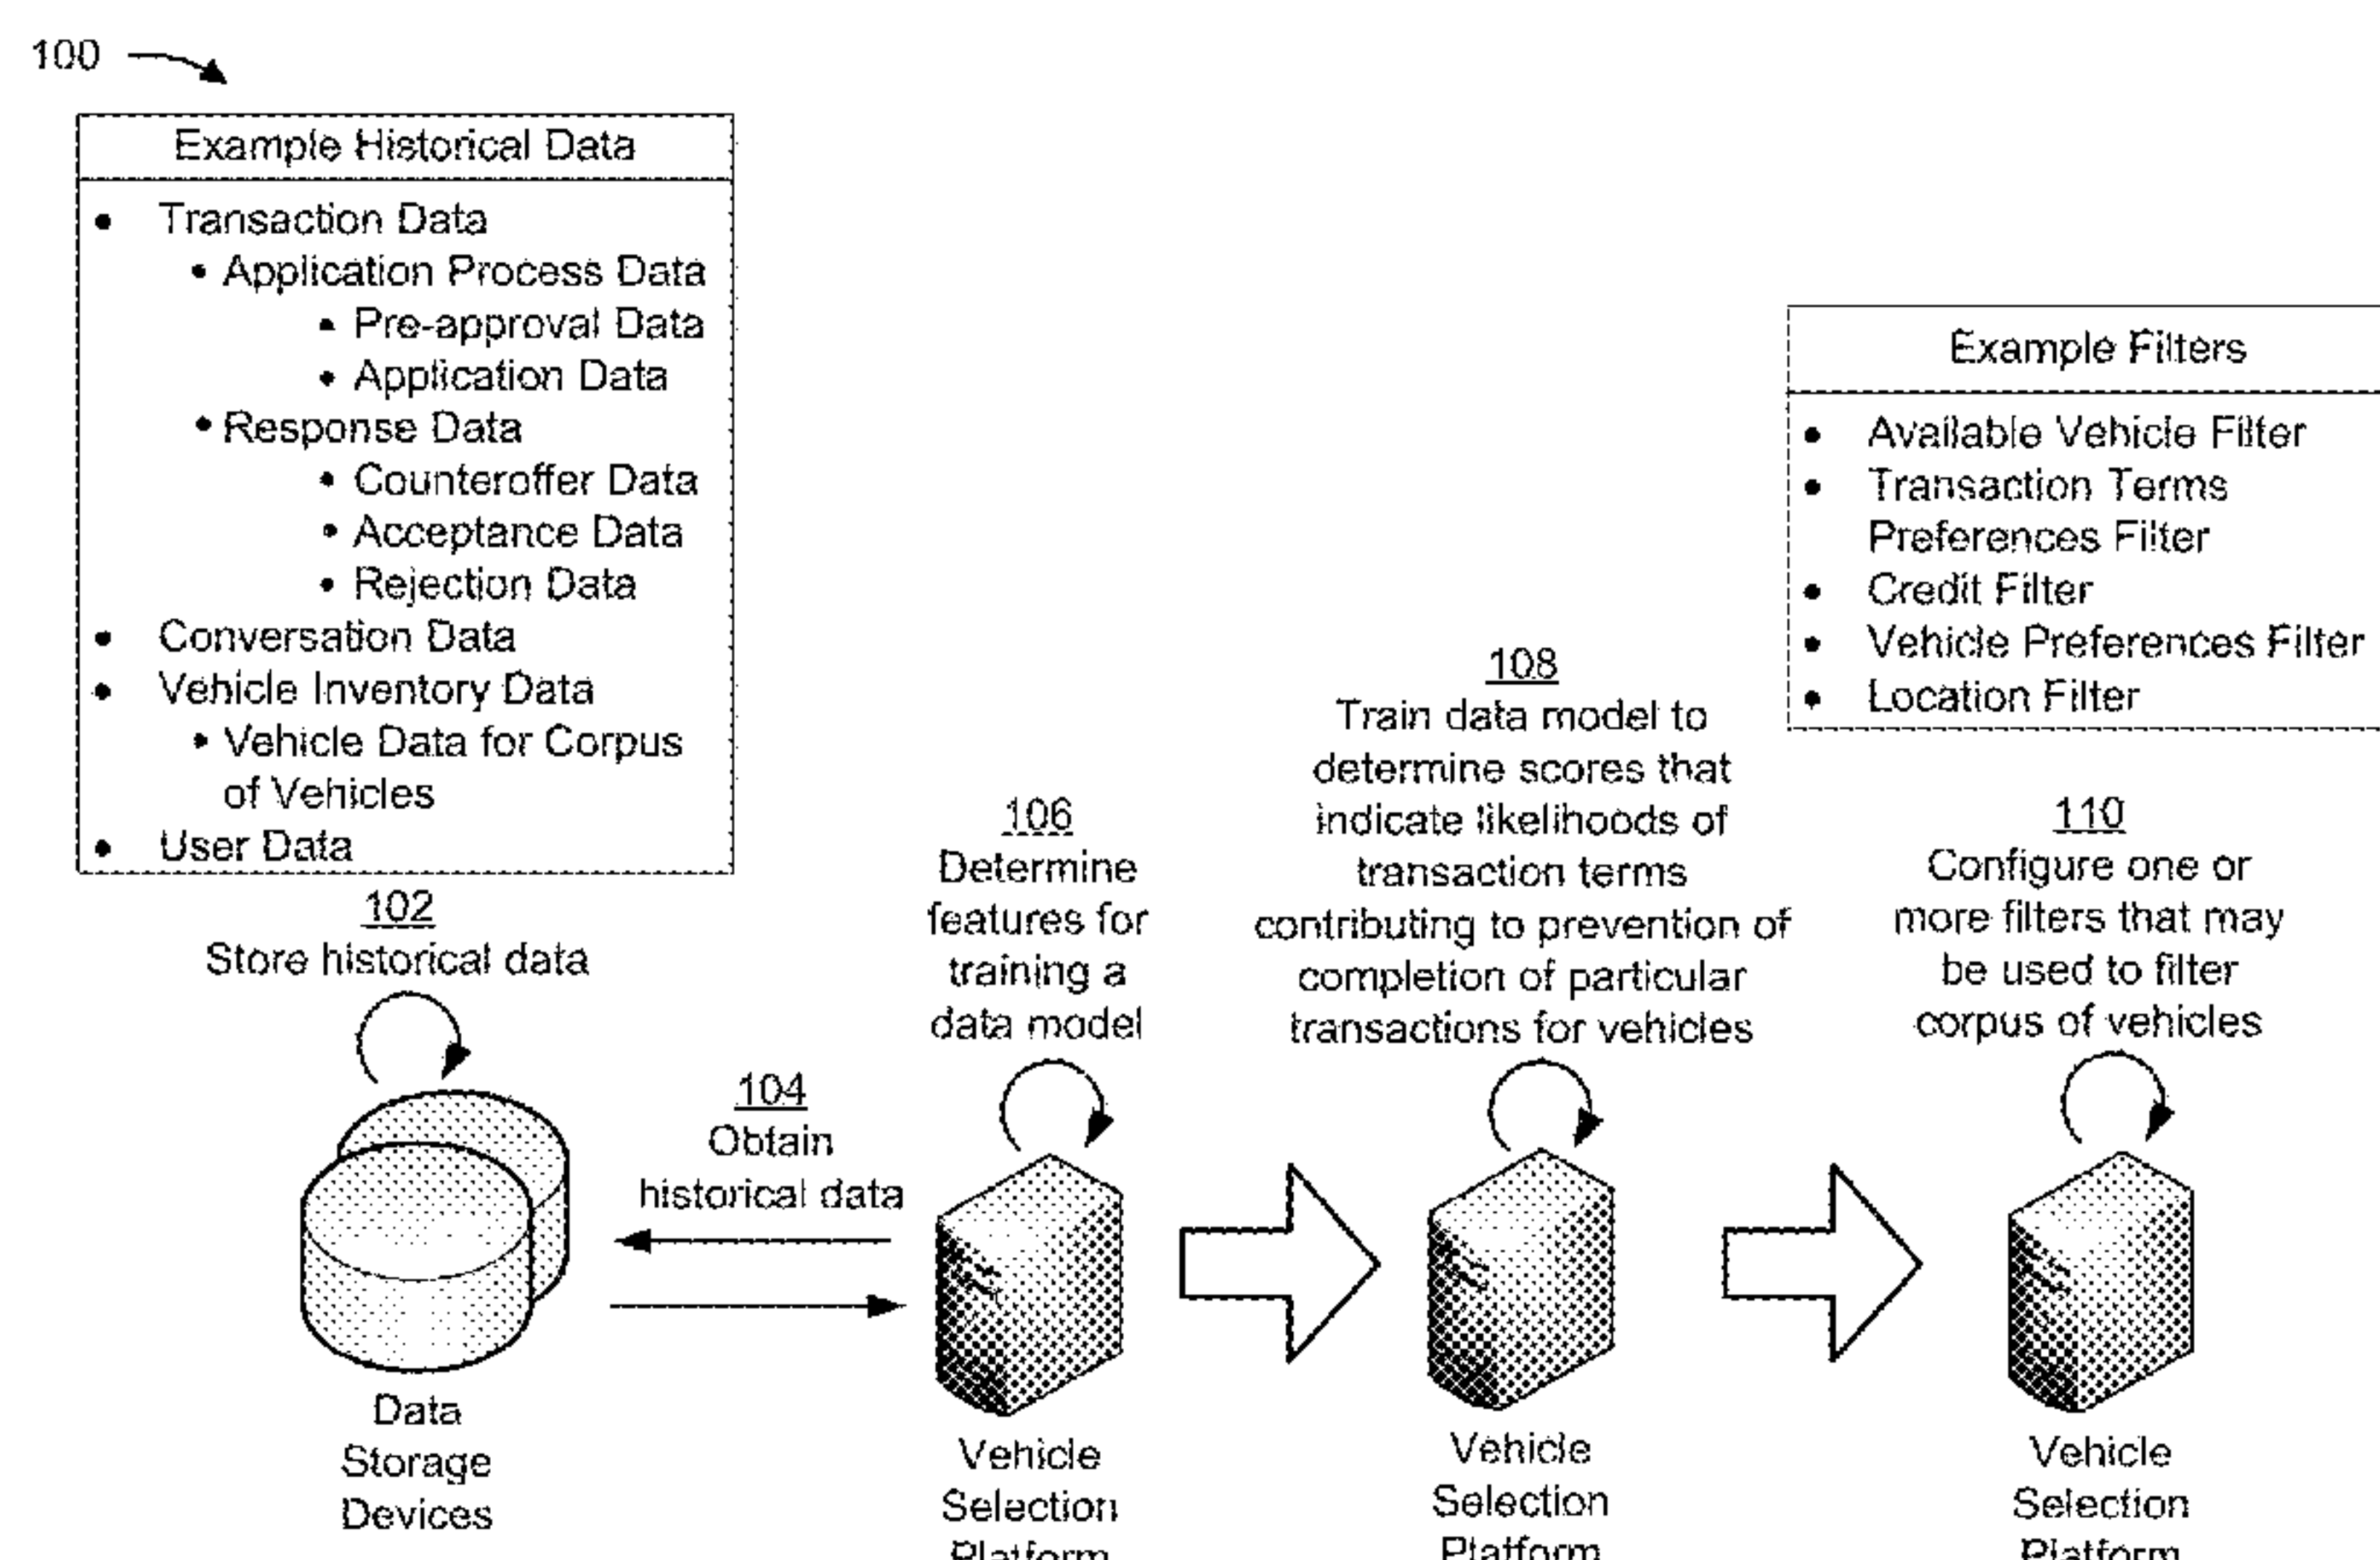 100
Example Historical Data
• Transaction Data
• Application Process Data
• Pre-approval Data
• Application Data
• Response Data
• Counteroffer Data
• Acceptance Data
• Rejection Data
• Conversation Data
• Vehicle Inventory Data
• Vehicle Data for Corpus
of Vehicles
• User Data
102
Store historical data
Data
Storage
Devices
104
Obtain
historical data
106
Determine
features for
training a
data model
Vehicle
Selection
Platform
108
Train data model to
determine scores that
indicate likelihoods of
transaction terms
contributing to prevention of
completion of particular
transactions for vehicles
Vehicle
Selection
Platform
Example Filters
• Available Vehicle Filter
• Transaction Terms
Preferences Filter
• Credit Filter
• Vehicle Preferences Filter
• Location Filter
110
Configure one or
more filters that may
be used to filter
corpus of vehicles
Vehicle
Selection
Platform